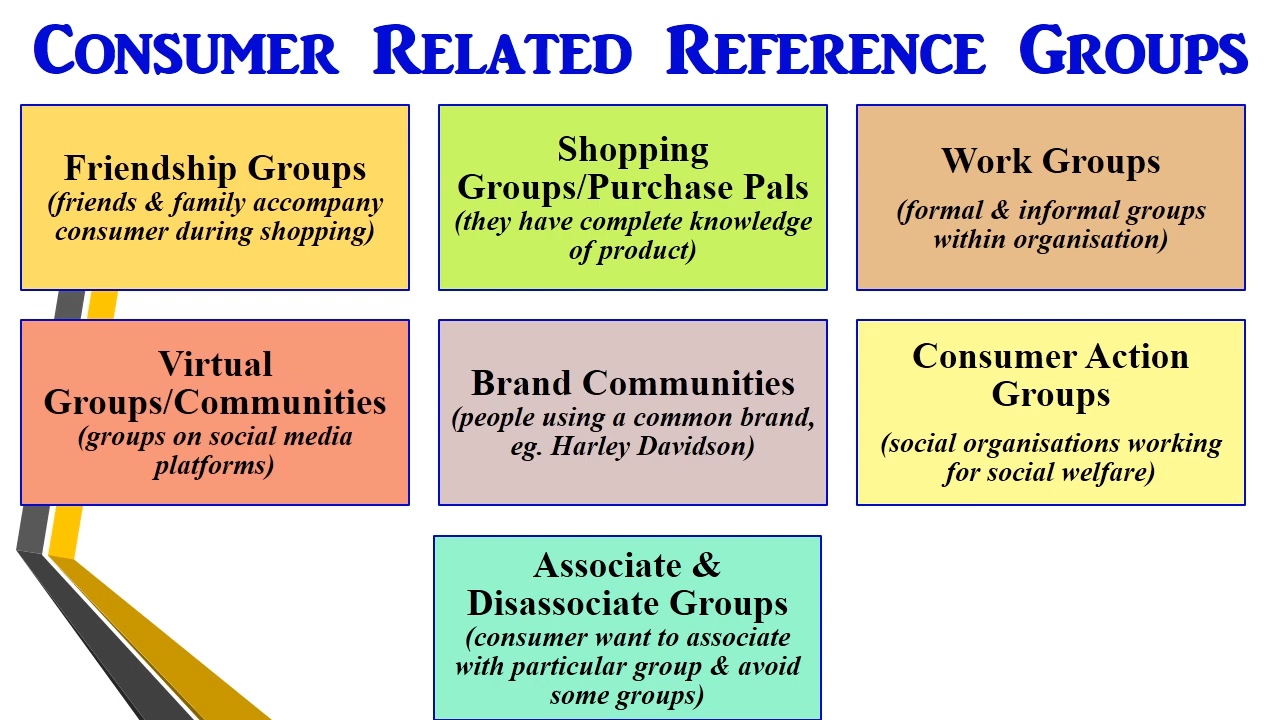 Consumer Related Reference Groups
Friendship Groups
(friends & family accompany
consumer during shopping)
Shopping
Groups/Purchase Pals
(they have complete knowledge
of product)
Work Groups
(formal & informal groups
within organisation)
Virtual
Groups/Communities
(groups on social media
platforms)
Brand Communities
(people using a common brand,
eg. Harley Davidson)
Consumer Action
Groups
(social organisations working
for social welfare)
Associate &
Disassociate Groups
(consumer want to associate
with particular group & avoid
some groups)